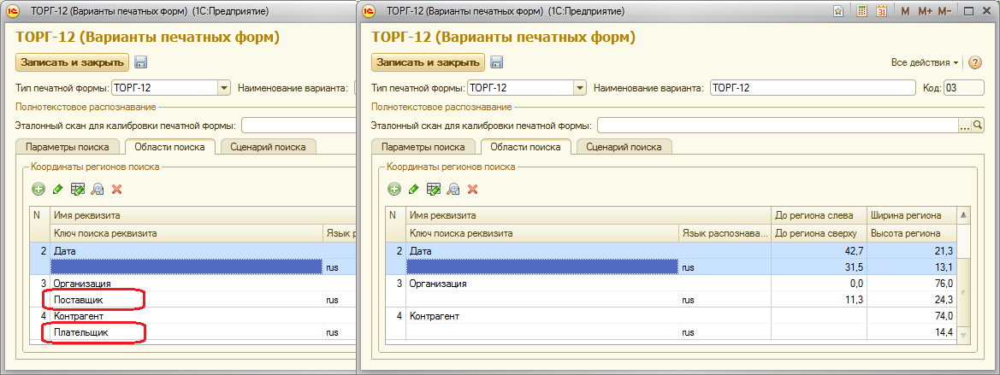 ТОРГ-12 (Варианты печатных форм) (1С:Предприятие)
ТОРГ-12 (Варианты печатных форм)
Записать и закрыть
Тип печатной формы: ТОРГ-12 Наименование варианта:
Полнотекстовое распознавание
Эталонный скан для калибровки печатной формы:
Параметры поиска Области поиска Сценарий поиска
Координаты регионов поиска
N Имя реквизита
Ключ поиска реквизита Язык р
2 Дата
rus
3 Организация
Поставщик rus
4 Контрагент
Плательщик rus
ТОРГ-12 (Варианты печатных форм) (1С:Предприятие) M M+ M-
ТОРГ-12 (Варианты печатных форм)
Записать и закрыть Все действия
Тип печатной формы: ТОРГ-12 Наименование варианта: ТОРГ-12 Код: 03
Полнотекстовое распознавание
Эталонный скан для калибровки печатной формы: ...
Параметры поиска Области поиска Сценарий поиска
Координаты регионов поиска
N Имя реквизита До региона слева Ширина региона
Ключ поиска реквизита Язык распознава... До региона сверху Высота региона
2 Дата 42,7 21,3
rus 31,5 13,1
3 Организация 0,0 76,0
rus 11,3 24,3
4 Контрагент 74,0
rus 14,4